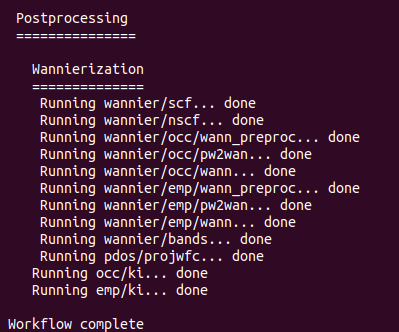 Postprocessing
===============
Wannierization
==============
Running wannier/scf... done
Running wannier/nscf... done
Running wannier/occ/wann_preproc... done
Running wannier/occ/pw2wan... done
Running wannier/occ/wann... done
Running wannier/emp/wann_preproc... done
Running wannier/emp/pw2wan... done
Running wannier/emp/wann... done
Running wannier/bands... done
Running pdos/projwfc... done
Running occ/ki... done
Running emp/ki... done
Workflow complete